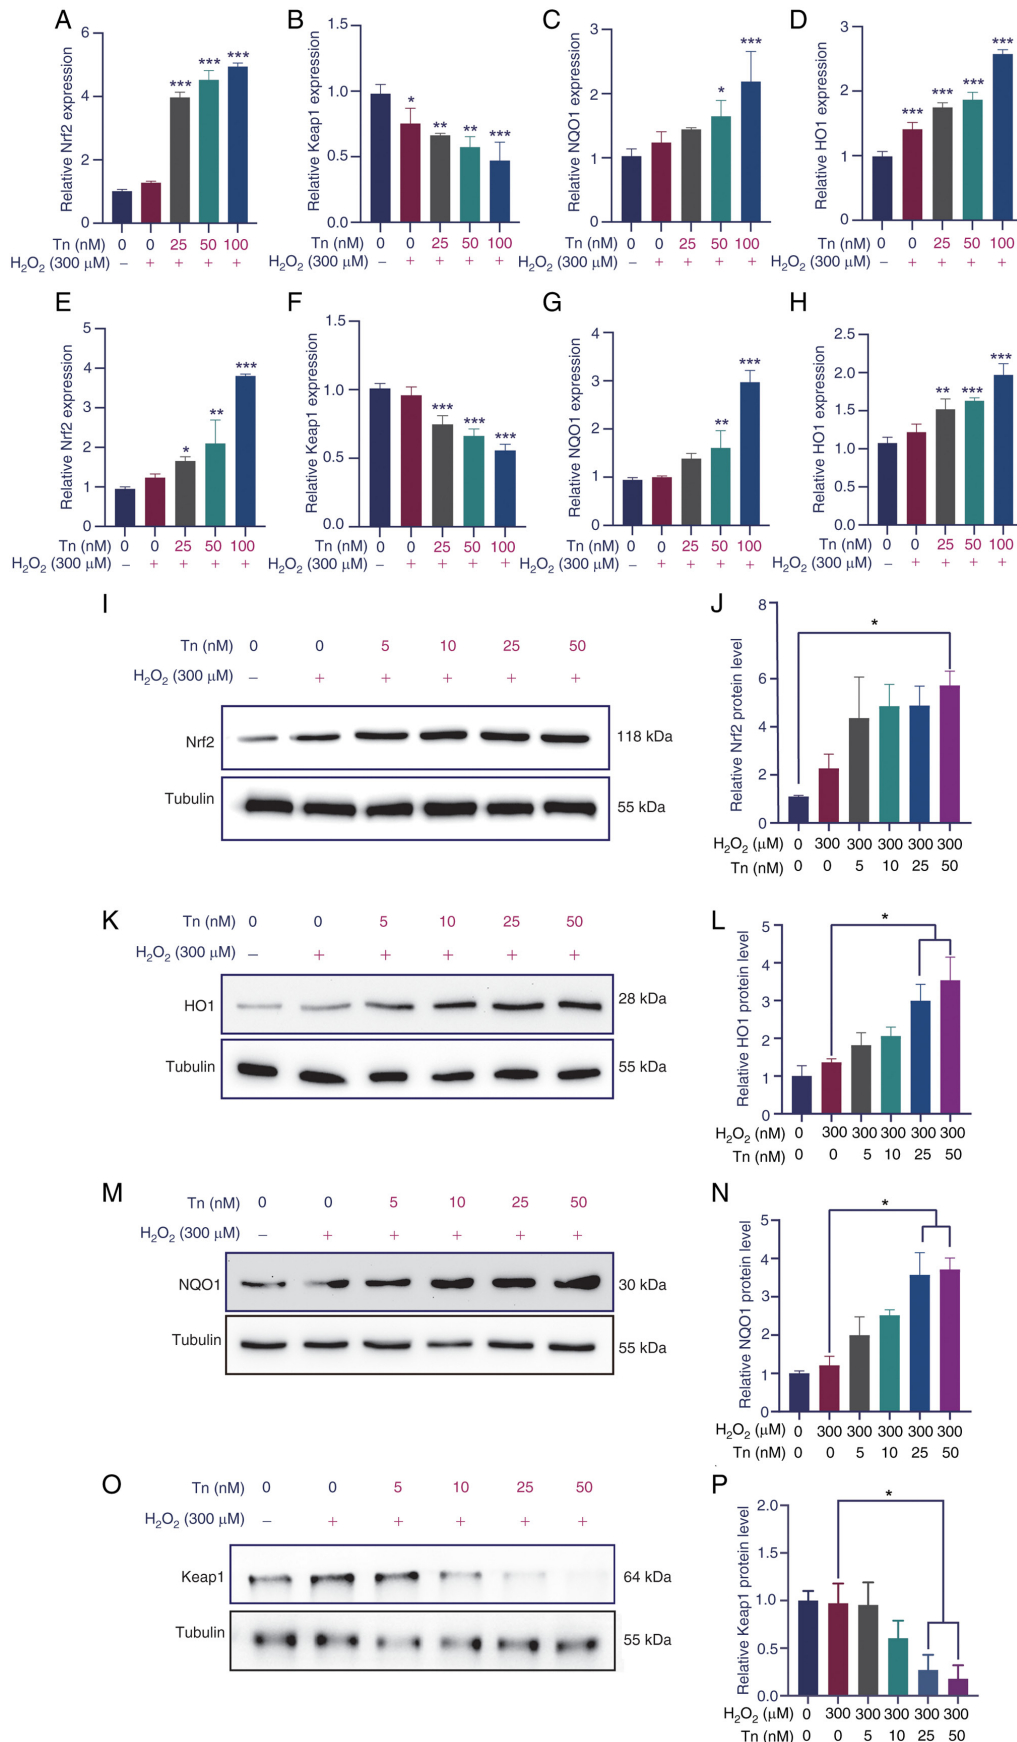 A
Relative Nrf2 expression
6
4
2
0
***
***
***
0 0 25 50 100 Tn (nM)
H₂O₂ (300 μM) – + + + +
B
Relative Keap1 expression
1.5
1.0
0.5
0.0
*
**
**
***
0 0 25 50 100 Tn (nM)
H₂O₂ (300 μM) – + + + +
C
Relative NQO1 expression
3
2
1
0
*
***
0 0 25 50 100 Tn (nM)
H₂O₂ (300 μM) – + + + +
D
Relative HO1 expression
3
2
1
0
***
***
***
***
Tn (nM) 0 0 25 50 100
H₂O₂ (300 μM) – + + + +
E
Relative Nrf2 expression
5
4
3
2
1
0
*
**
***
Tn (nM) 0 0 25 50 100
H₂O₂ (300 μM) – + + + +
F
Relative Keap1 expression
1.5
1.0
0.5
0.0
***
***
***
Tn (nM) 0 0 25 50 100
H₂O₂ (300 μM) – + + + +
G
Relative NQO1 expression
4
3
2
1
0
**
***
Tn (nM) 0 0 25 50 100
H₂O₂ (300 μM) – + + + +
H
Relative HO1 expression
2.5
2.0
1.5
1.0
0.5
0.0
**
***
***
Tn (nM) 0 0 25 50 100
H₂O₂ (300 μM) – + + + +
I
Tn (nM) 0 0 5 10 25 50
H₂O₂ (300 μM) – + + + + +
Nrf2 118 kDa
Tubulin 55 kDa
J
Relative Nrf2 protein level
8
6
4
2
0
*
H₂O₂ (μM) 0 300 300 300 300 300
Tn (nM) 0 0 5 10 25 50
K
Tn (nM) 0 0 5 10 25 50
H₂O₂ (300 μM) – + + + + +
HO1 28 kDa
Tubulin 55 kDa
L
Relative HO1 protein level
5
4
3
2
1
0
*
H₂O₂ (nM) 0 300 300 300 300 300
Tn (nM) 0 0 5 10 25 50
M
Tn (nM) 0 0 5 10 25 50
H₂O₂ (300 μM) – + + + + +
NQO1 30 kDa
Tubulin 55 kDa
N
Relative NQO1 protein level
5
4
3
2
1
0
*
H₂O₂ (μM) 0 300 300 300 300 300
Tn (nM) 0 0 5 10 25 50
O
Tn (nM) 0 0 5 10 25 50
H₂O₂ (300 μM) – + + + + +
Keap1 64 kDa
Tubulin 55 kDa
P
Relative Keap1 protein level
2.0
1.5
1.0
0.5
0.0
*
H₂O₂ (μM) 0 300 300 300 300 300
Tn (nM) 0 0 5 10 25 50